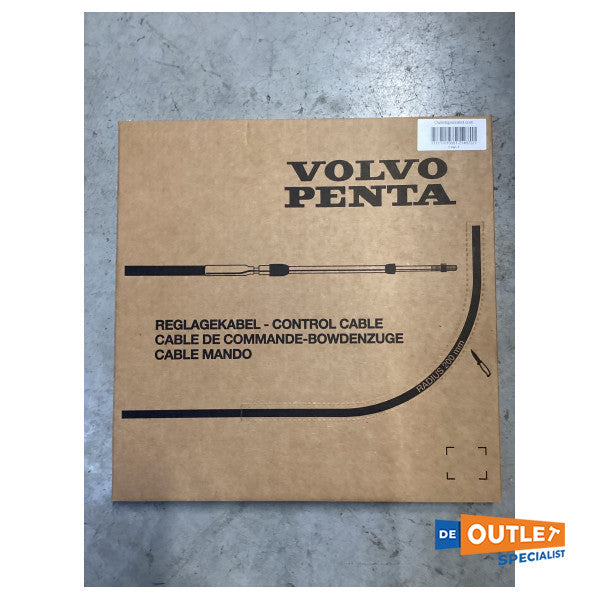 VOLVO
PENTA
REGLAGEKABEL - CONTROL CABLE
CABLE DE COMMANDE-BOWDENZUGE
CABLE MANDO
RADIUS 200 mm
DE OUTLET
SPECIALIST